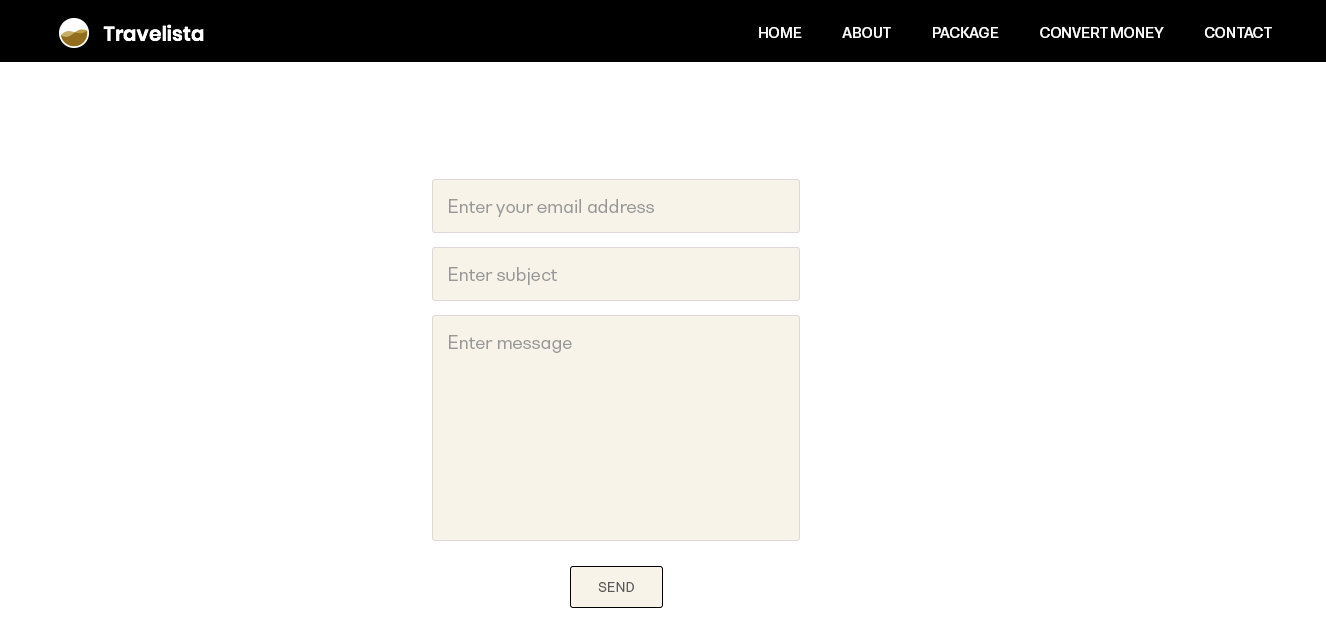 Travelista
HOME ABOUT PACKAGE CONVERT MONEY CONTACT
Enter your email address
Enter subject
Enter message
SEND